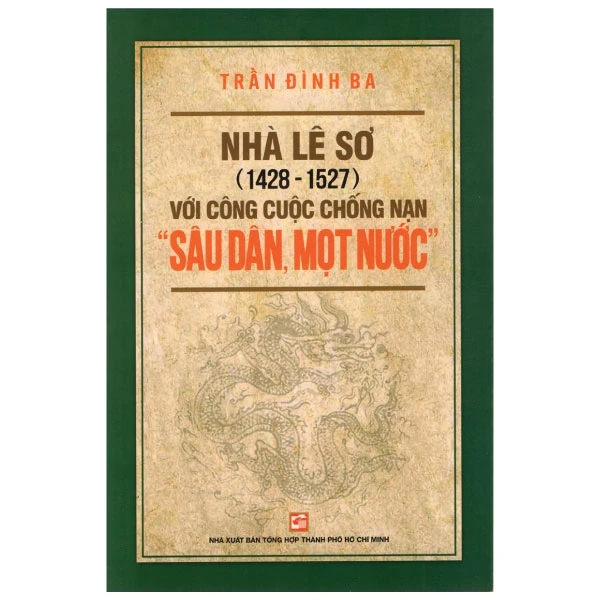 TRẦN ĐÌNH BA
NHÀ LÊ SƠ
(1428 - 1527)
VỚI CÔNG CUỘC CHỐNG NẠN
"SÂU DÂN, MỌT NƯỚC"
NHÀ XUẤT BẢN TỔNG HỢP THÀNH PHỐ HỒ CHÍ MINH